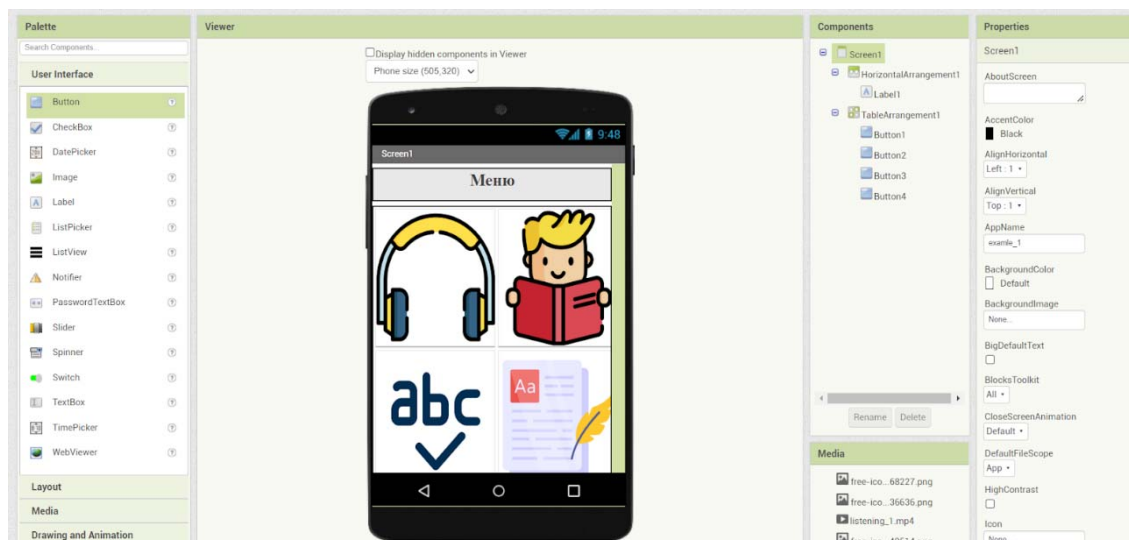 Palette
Search Components...
User Interface
Button
CheckBox
DatePicker
Image
Label
ListPicker
ListView
Notifier
PasswordTextBox
Slider
Spinner
Switch
TextBox
TimePicker
WebViewer
Layout
Media
Drawing and Animation
Viewer
Display hidden components in Viewer
Phone size (505,320)
9:48
Screen1
Меню
abc
Aa
Components
Screen1
HorizontalArrangement1
Label1
TableArrangement1
Button1
Button2
Button3
Button4
Rename Delete
Media
free-ico...68227.png
free-ico...36636.png
listening_1.mp4
Properties
Screen1
AboutScreen
AccentColor
Black
AlignHorizontal
Left : 1
AlignVertical
Top : 1
AppName
examle_1
BackgroundColor
Default
BackgroundImage
None...
BigDefaultText
BlocksToolkit
All
CloseScreenAnimation
Default
DefaultFileScope
App
HighContrast
Icon
None...